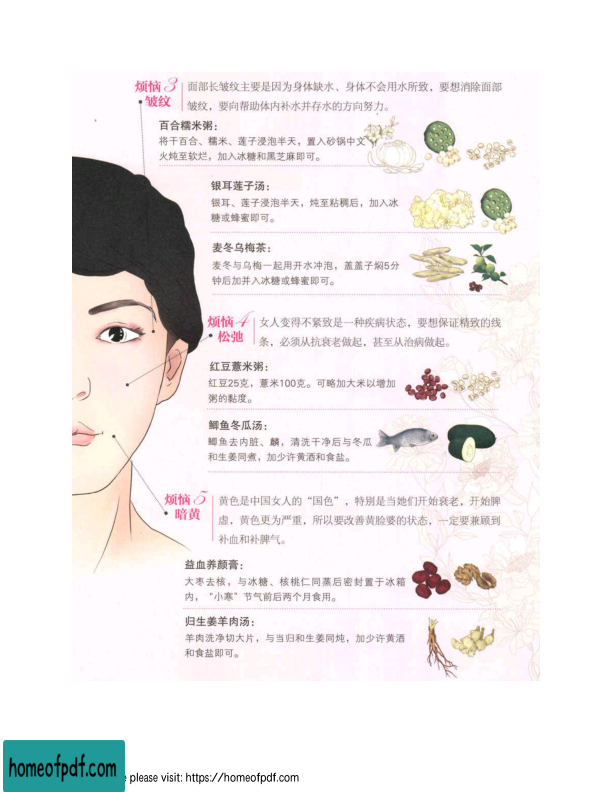 烦恼3
皱纹
面部长皱纹主要是因为身体缺水、身体不会用水所致，要想消除面部
皱纹，要向帮助体内补水并存水的方向努力。
百合糯米粥：
将干百合、糯米、莲子浸泡半天，置入砂锅中文
火炖至软烂，加入冰糖和黑芝麻即可。
银耳莲子汤：
银耳、莲子浸泡半天，炖至粘稠后，加入冰
糖或蜂蜜即可。
麦冬乌梅茶：
麦冬与乌梅一起用开水冲泡，盖盖子焖5分
钟后加并入冰糖或蜂蜜即可。
烦恼4
松弛
女人变得不紧致是一种疾病状态，要想保证精致的线
条，必须从抗衰老做起，甚至从治病做起。
红豆薏米粥：
红豆25克，薏米100克。可略加大米以增加
粥的黏度。
鲫鱼冬瓜汤：
鲫鱼去内脏、麟，清洗干净后与冬瓜
和生姜同煮，加少许黄酒和食盐。
烦恼5
暗黄
黄色是中国女人的“国色”，特别是当她们开始衰老，开始脾
虚，黄色更为严重，所以要改善黄脸婆的状态，一定要兼顾到
补血和补脾气。
益血养颜膏：
大枣去核，与冰糖、核桃仁同蒸后密封置于冰箱
内，“小寒”节气前后两个月食用。
归生姜羊肉汤：
羊肉洗净切大片，与当归和生姜同炖，加少许黄酒
和食盐即可。
homeofpdf.com
e please visit: https://homeofpdf.com